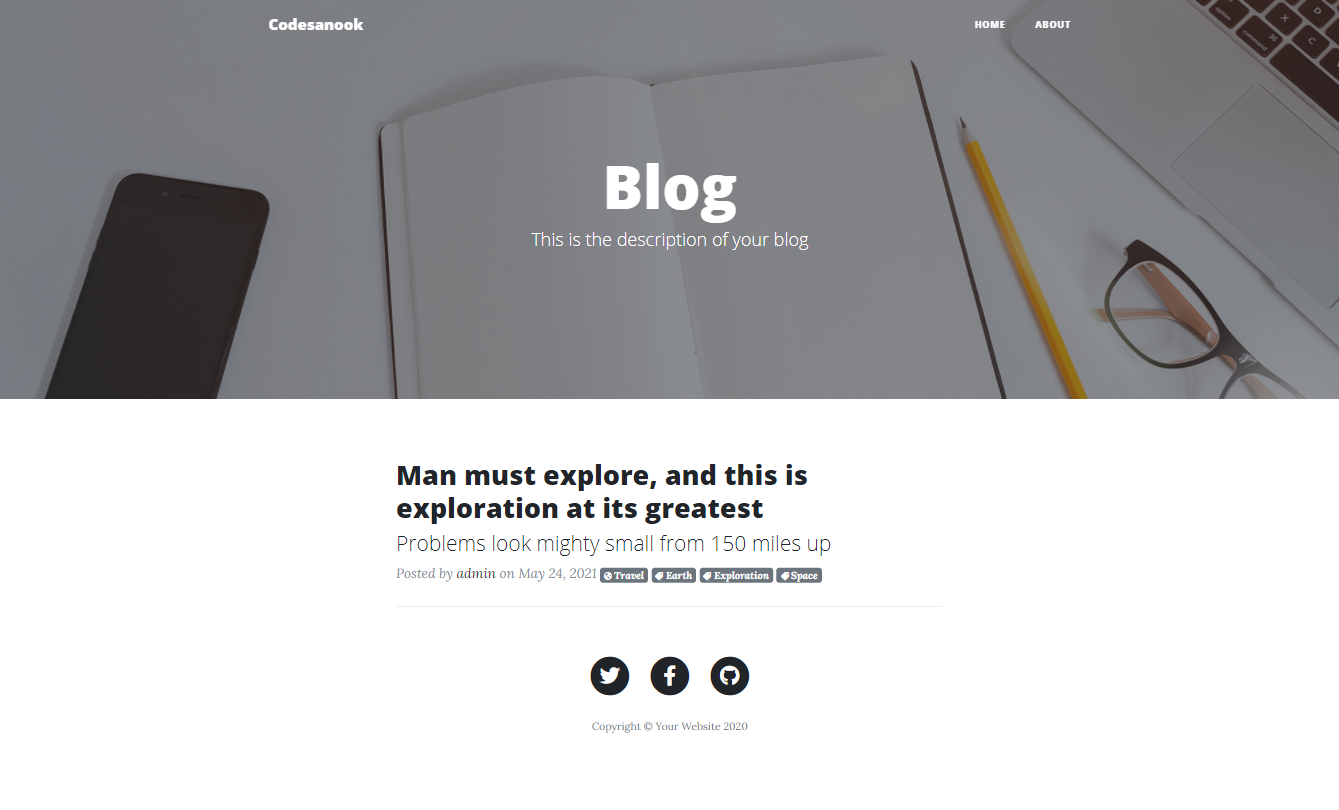 Codesanook
HOME ABOUT
Blog
This is the description of your blog
Man must explore, and this is
exploration at its greatest
Problems look mighty small from 150 miles up
Posted by admin on May 24, 2021 Travel Earth Exploration Space
Copyright © Your Website 2020
command
command
X
C
D